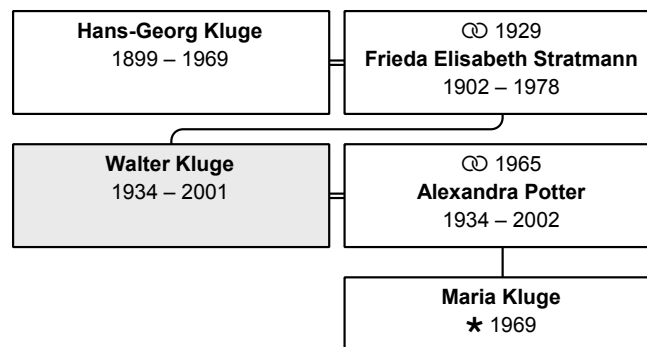 Hans-Georg Kluge
1899 – 1969
⚭ 1929
Frieda Elisabeth Stratmann
1902 – 1978
Walter Kluge
1934 – 2001
⚭ 1965
Alexandra Potter
1934 – 2002
Maria Kluge
★ 1969